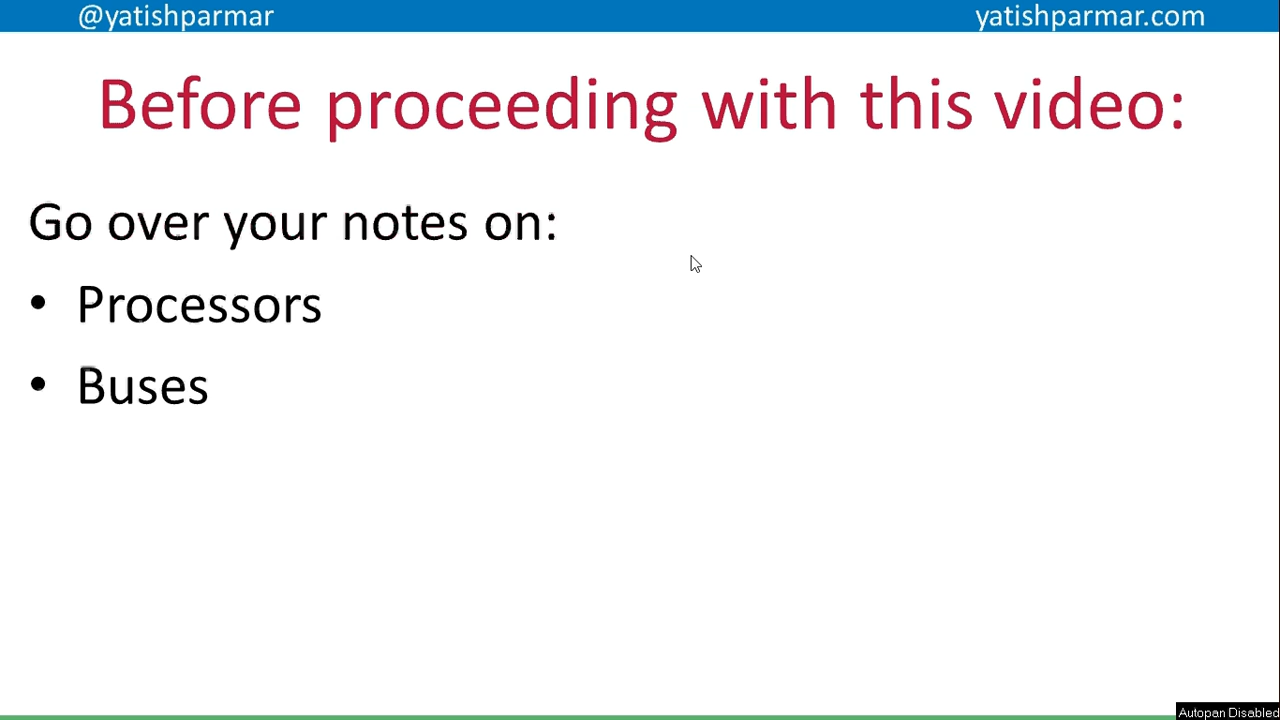 @yatishparmar
yatishparmar.com
Before proceeding with this video:
Go over your notes on:
• Processors
• Buses
Autopan Disabled